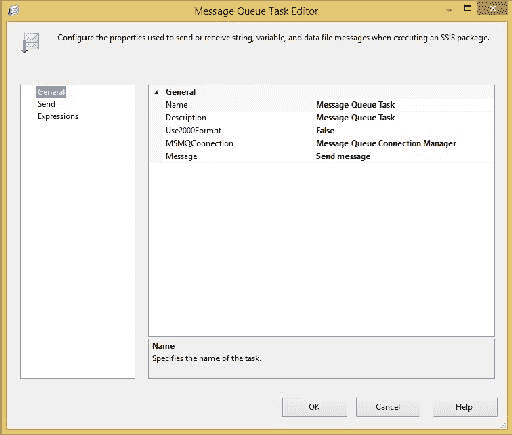 Message Queue Task Editor
Configure the properties used to send or receive string, variable, and data file messages when executing an SSIS package.
General
Send
Expressions
General
Name Message Queue Task
Description Message Queue Task
Use2000Format False
MSMQConnection Message Queue Connection Manager
Message Send message
Name
Specifies the name of the task.
OK Cancel Help